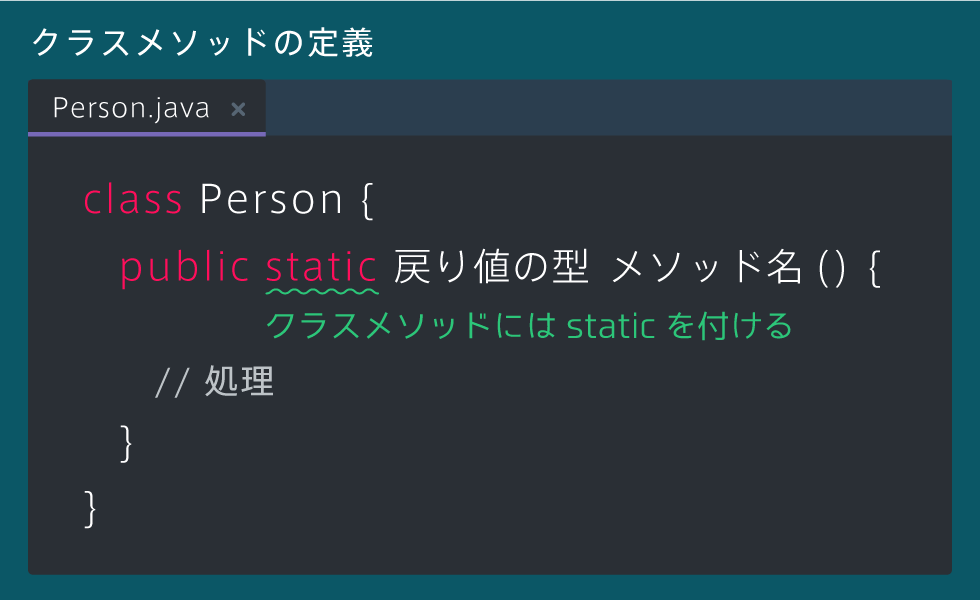 クラスメソッドの定義
Person.java ×
class Person {
public static 戻り値の型 メソッド名 () {
クラスメソッドには static を付ける
// 処理
}
}